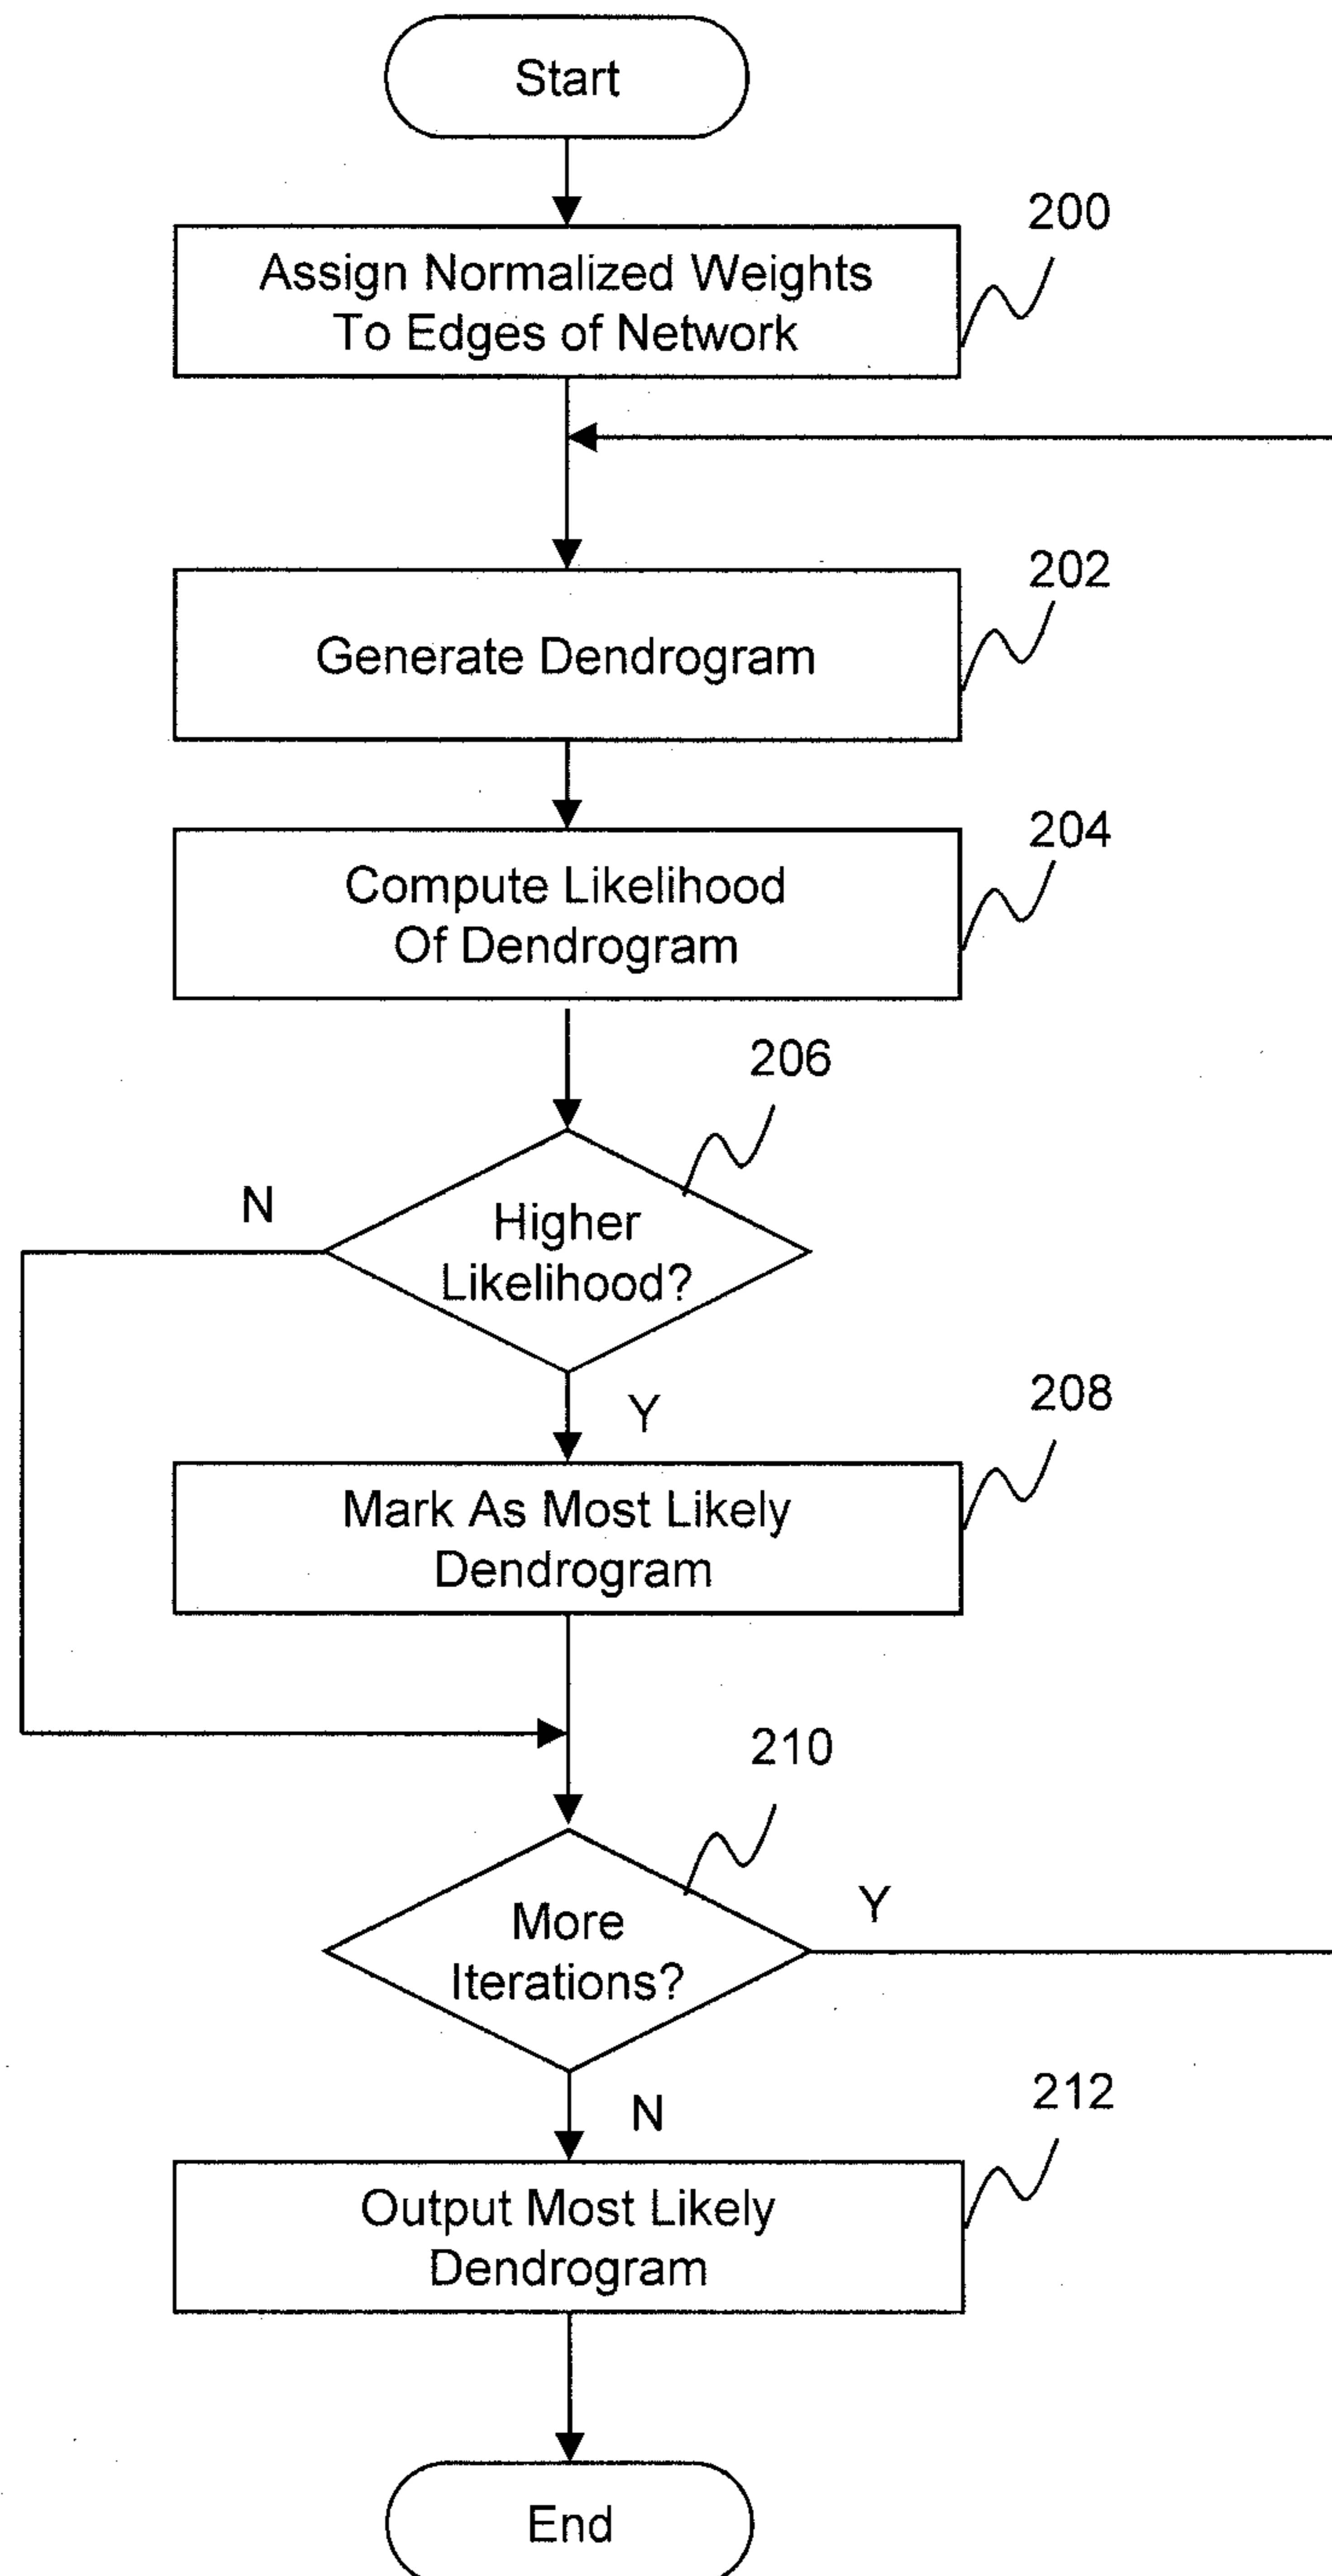 Start
200
Assign Normalized Weights
To Edges of Network
202
Generate Dendrogram
204
Compute Likelihood
Of Dendrogram
206
N
Higher
Likelihood?
Y
208
Mark As Most Likely
Dendrogram
210
More
Iterations?
Y
N
212
Output Most Likely
Dendrogram
End